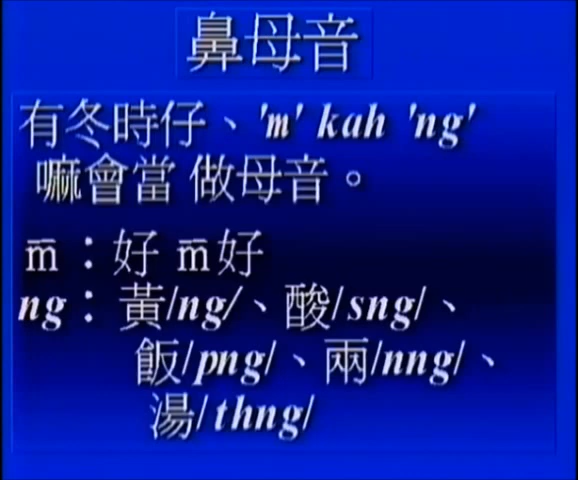 鼻母音
有冬時仔、'm' kah 'ng'
嘛會當 做母音。
m̄：好 m̄好
ng：黃/ng/、酸/sng/、
飯/png/、兩/nng/、
湯/thng/